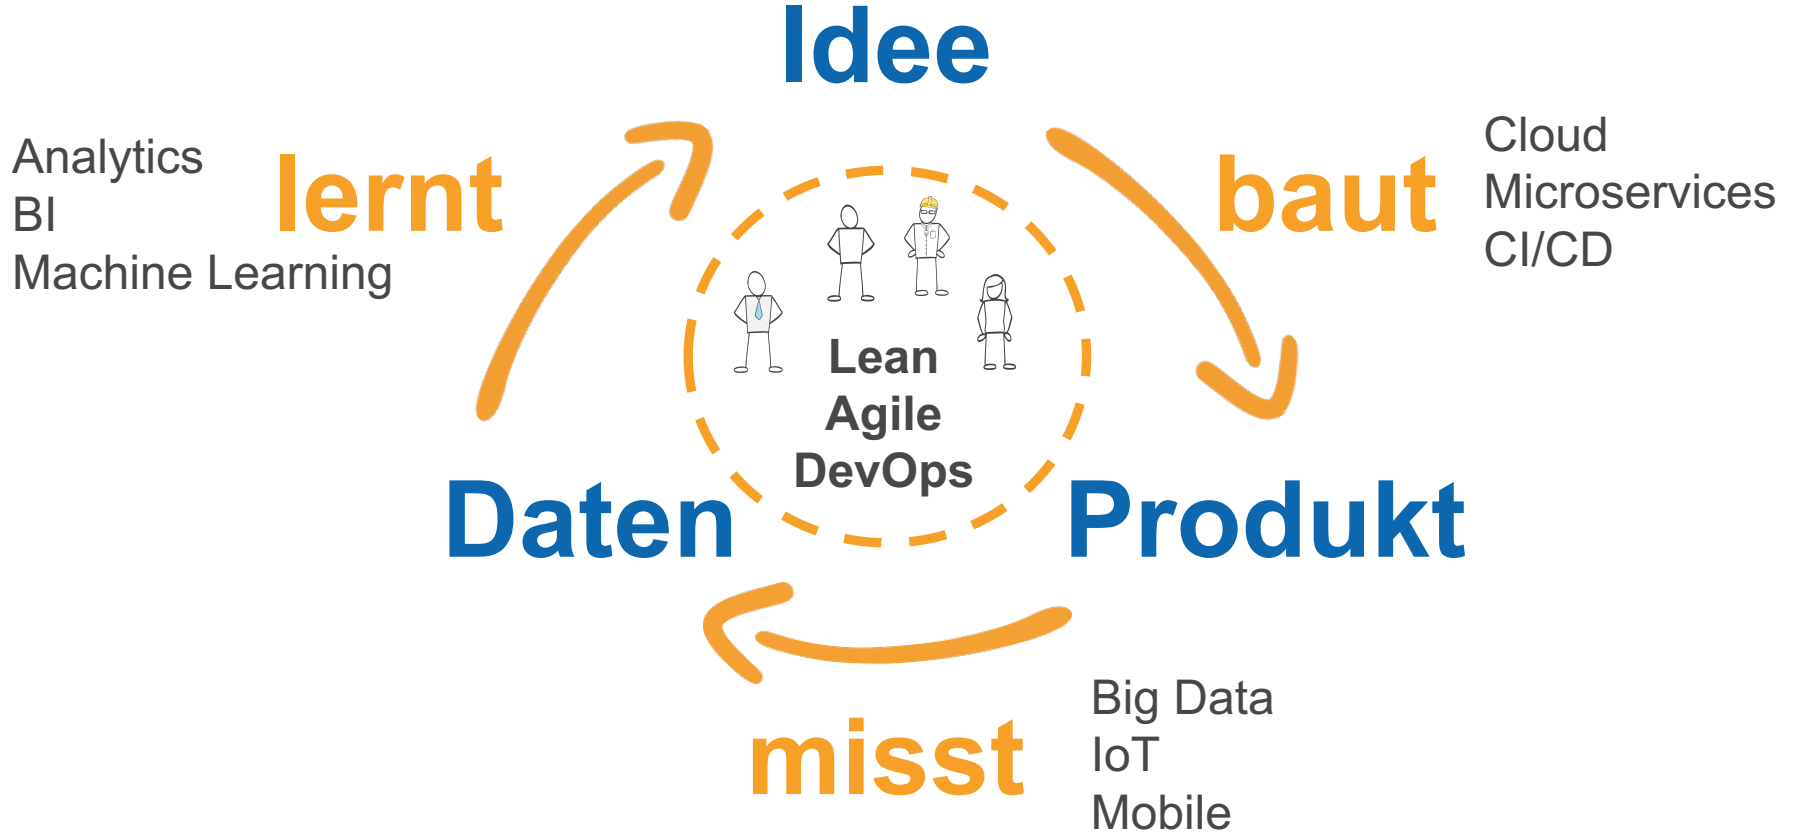 Idee
Analytics
BI
Machine Learning
lernt
baut
Cloud
Microservices
CI/CD
Lean
Agile
DevOps
Daten
Produkt
misst
Big Data
IoT
Mobile